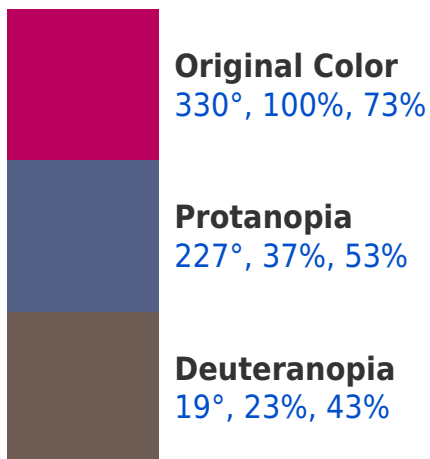 Original Color
330°, 100%, 73%
Protanopia
227°, 37%, 53%
Deuteranopia
19°, 23%, 43%